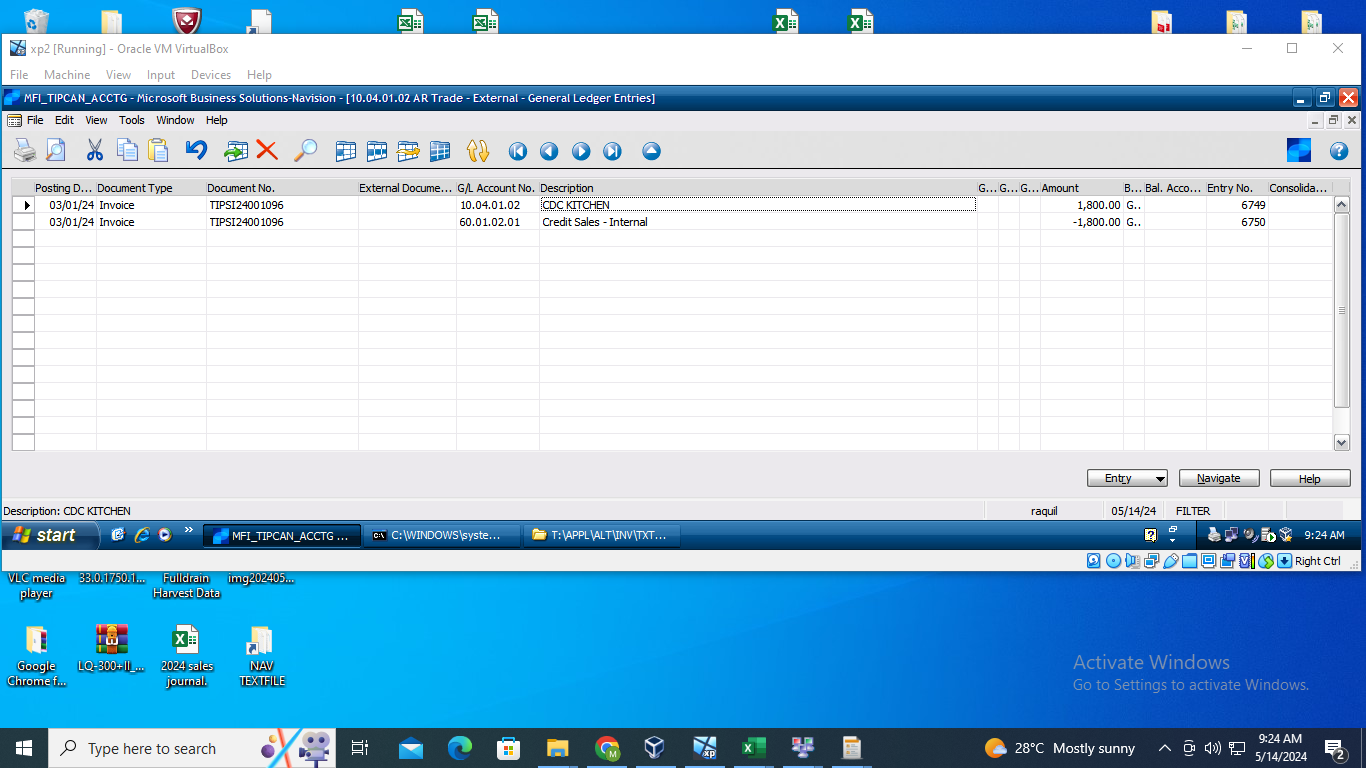 xp2 [Running] - Oracle VM VirtualBox
File Machine View Input Devices Help
MFI_TIPCAN_ACCTG - Microsoft Business Solutions-Navision - [10.04.01.02 AR Trade - External - General Ledger Entries]
File Edit View Tools Window Help
Posting D... Document Type Document No. External Docume... G/L Account No. Description G... G... G... Amount B... Bal. Acco... Entry No. Consolida...
03/01/24 Invoice TIPSI24001096 10.04.01.02 CDC KITCHEN 1,800.00 G.. 6749
03/01/24 Invoice TIPSI24001096 60.01.02.01 Credit Sales - Internal -1,800.00 G.. 6750
Entry Navigate Help
Description: CDC KITCHEN raquil 05/14/24 FILTER
start » MFI_TIPCAN_ACCTG ... C:\WINDOWS\syste... T:\APPL\ALT\INV\TXT... 9:24 AM
Right Ctrl
VLC media player 33.0.1750.1... Fulldrain Harvest Data img202405...
Google Chrome f... LQ-300+II_... 2024 sales journal. NAV TEXTFILE
Activate Windows
Go to Settings to activate Windows.
Type here to search 28°C Mostly sunny 9:24 AM
5/14/2024 2